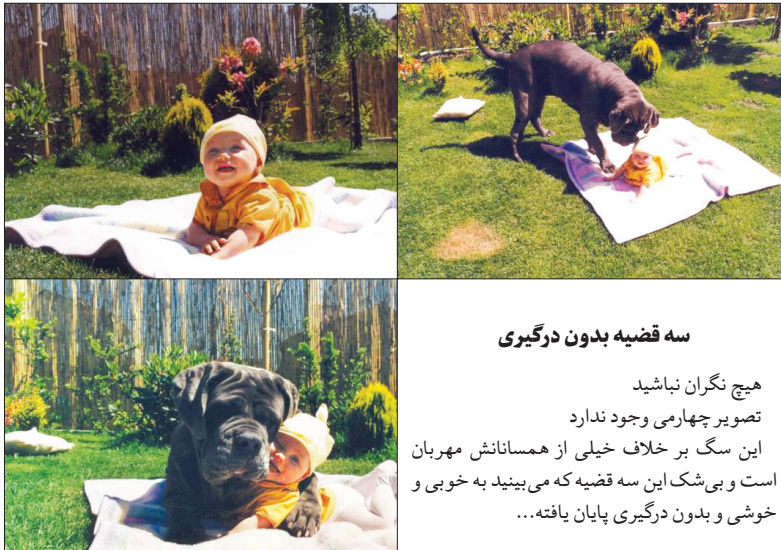 سه قضیه بدون درگیری
هیچ نگران نباشید
تصویر چهارمی وجود ندارد
این سگ بر خلاف خیلی از همسانانش مهربان
است و بی‌شک این سه قضیه که می‌بینید به خوبی و
خوشی و بدون درگیری پایان یافته...